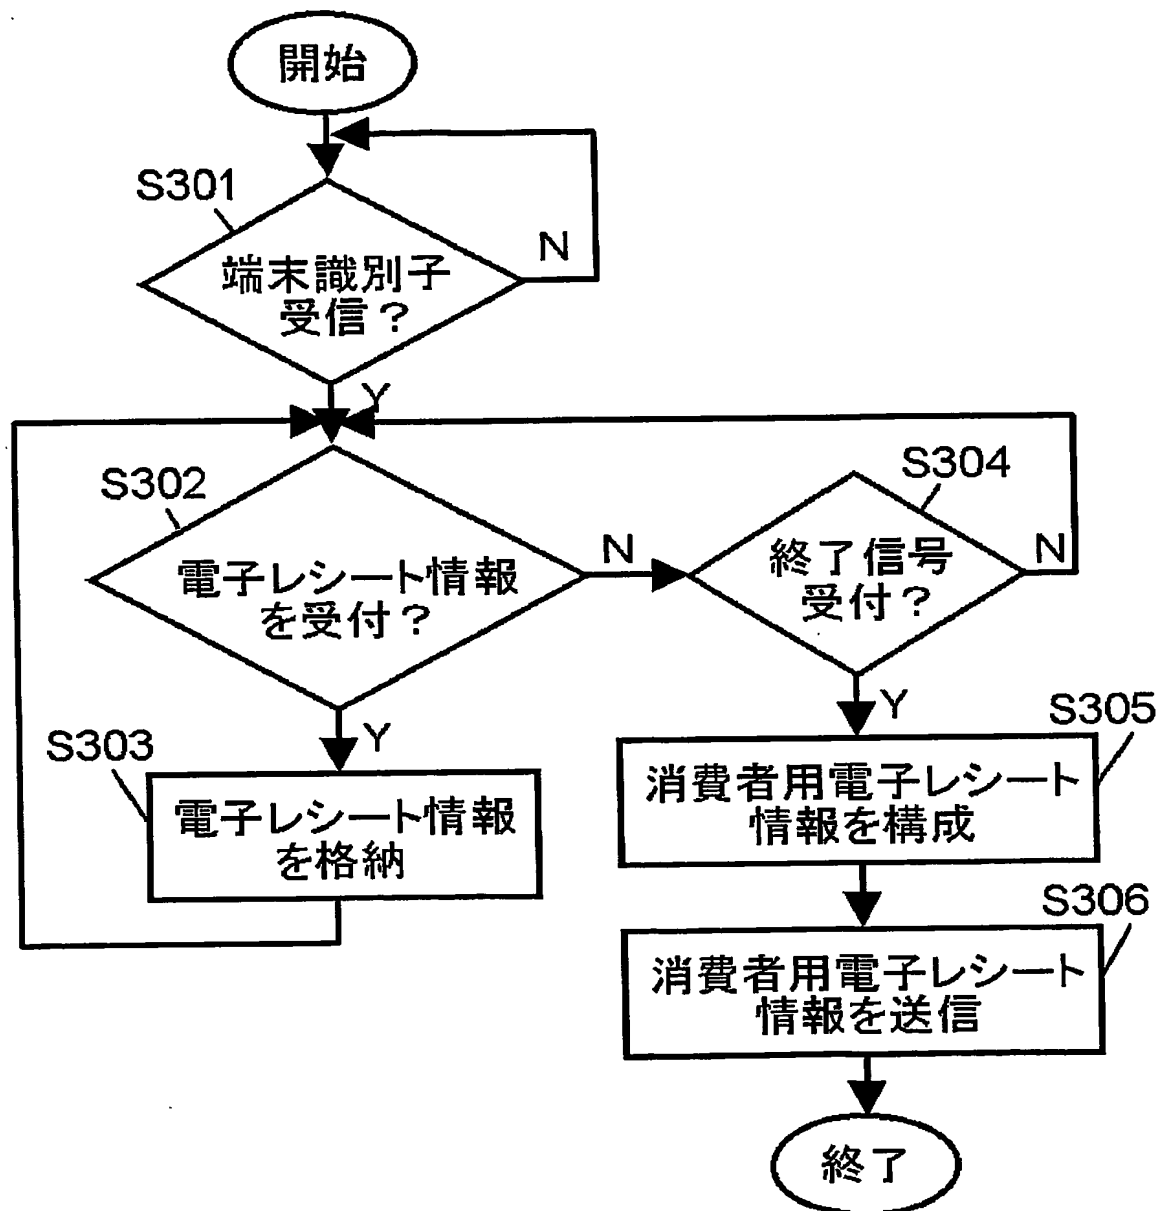 開始
S301
端末識別子
受信？
N
Y
S302
電子レシート情報
を受付？
N
S304
終了信号
受付？
N
Y
Y
S303
電子レシート情報
を格納
S305
消費者用電子レシート
情報を構成
S306
消費者用電子レシート
情報を送信
終了